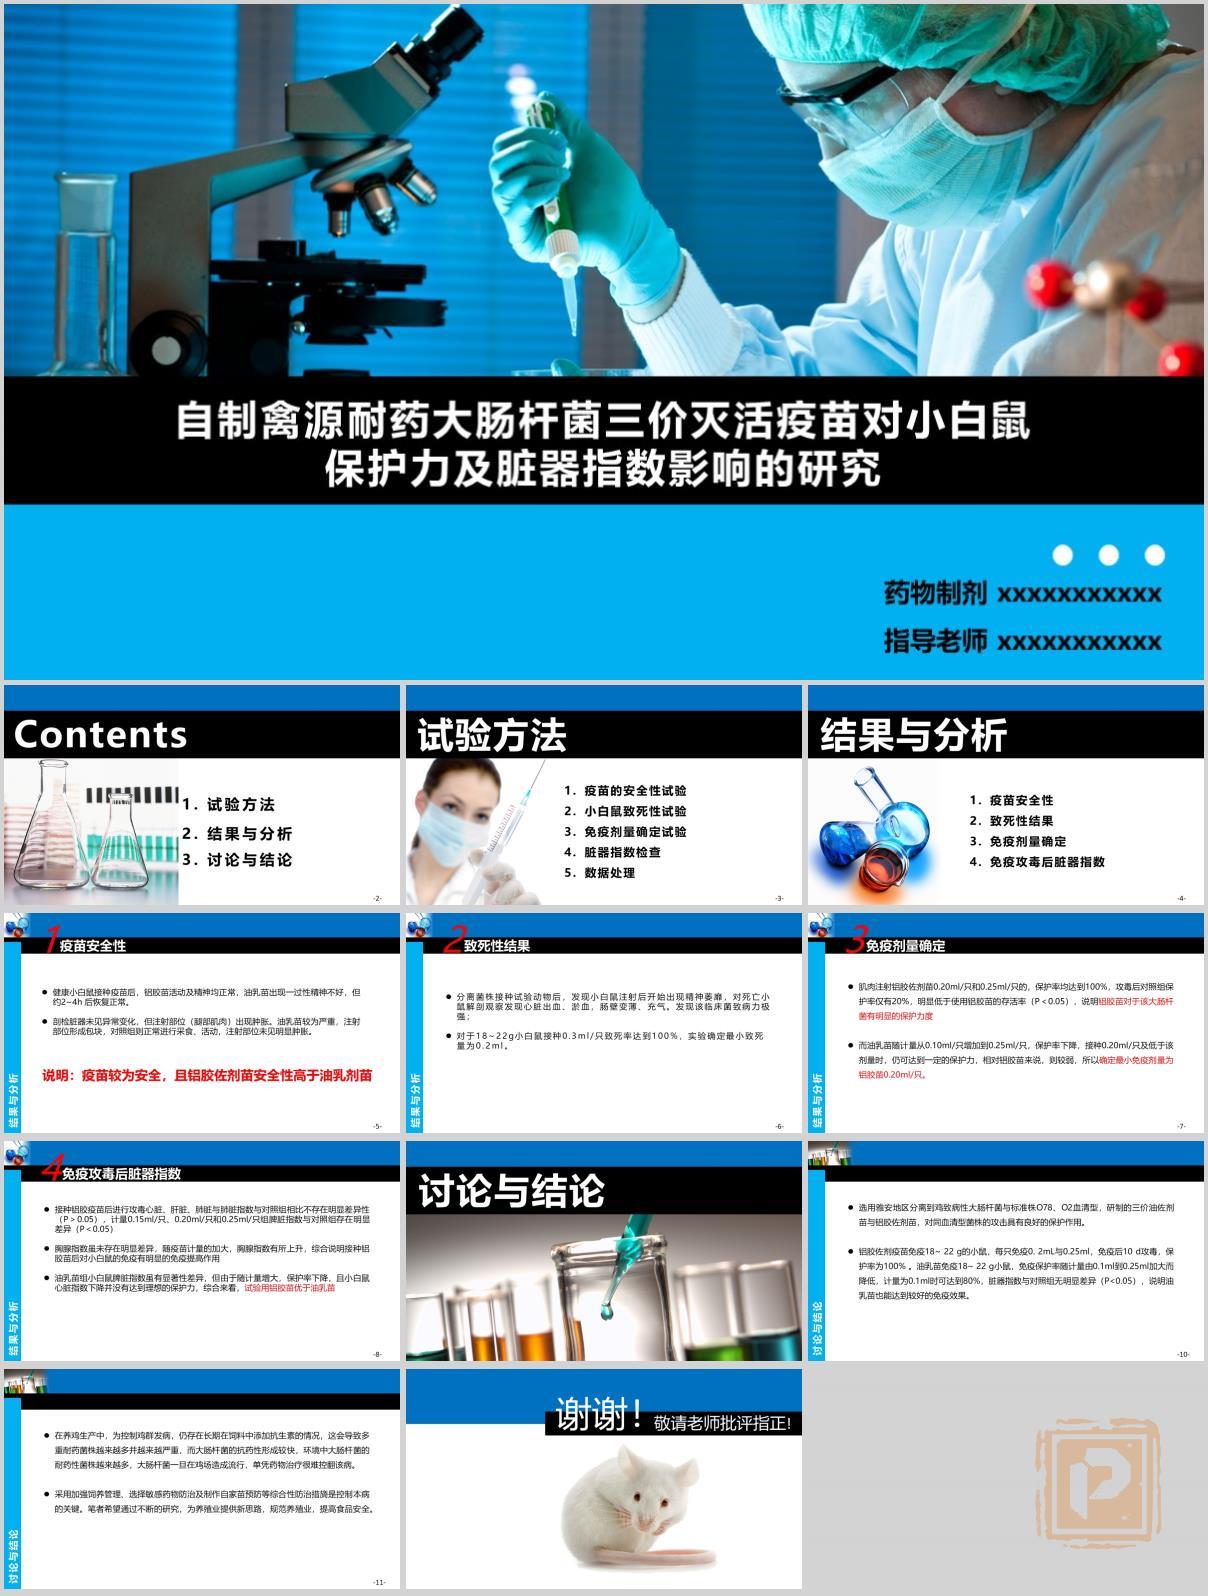 自制禽源耐药大肠杆菌三价灭活疫苗对小白鼠
保护力及脏器指数影响的研究
药物制剂 xxxxxxxxxxx
指导老师 xxxxxxxxxxx
Contents
1. 试验方法
2. 结果与分析
3. 讨论与结论
-2-
试验方法
1. 疫苗的安全性试验
2. 小白鼠致死性试验
3. 免疫剂量确定试验
4. 脏器指数检查
5. 数据处理
-3-
结果与分析
1. 疫苗安全性
2. 致死性结果
3. 免疫剂量确定
4. 免疫攻毒后脏器指数
-4-
1疫苗安全性
● 健康小白鼠接种疫苗后，铝胶苗活动及精神均正常，油乳苗出现一过性精神不好，但
约2~4h 后恢复正常。
● 剖检脏器未见异常变化，但注射部位（腿部肌肉）出现肿胀。油乳苗较为严重，注射
部位形成包块，对照组则正常进行采食、活动，注射部位未见明显肿胀。
说明：疫苗较为安全，且铝胶佐剂苗安全性高于油乳剂苗
结果与分析
-5-
2致死性结果
● 分离菌株接种试验动物后，发现小白鼠注射后开始出现精神萎靡，对死亡小
鼠解剖观察发现心脏出血、淤血，肠壁变薄、充气。发现该临床菌致病力极
强；
● 对于18~22g小白鼠接种0.3ml/只致死率达到100%，实验确定最小致死
量为0.2ml。
结果与分析
-6-
3免疫剂量确定
● 肌肉注射铝胶佐剂苗0.20ml/只和0.25ml/只的，保护率均达到100%，攻毒后对照组保
护率仅有20%，明显低于使用铝胶苗的存活率（P＜0.05），说明铝胶苗对于该大肠杆
菌有明显的保护力度
● 而油乳苗随计量从0.10ml/只增加到0.25ml/只，保护率下降，接种0.20ml/只及低于该
剂量时，仍可达到一定的保护力，相对铝胶苗来说，则较弱，所以确定最小免疫剂量为
铝胶苗0.20ml/只。
结果与分析
-7-
4免疫攻毒后脏器指数
● 接种铝胶疫苗后进行攻毒心脏、肝脏、肺脏与肺脏指数与对照组相比不存在明显差异性
（P＞0.05），计量0.15ml/只、0.20ml/只和0.25ml/只组脾脏指数与对照组存在明显
差异（P＜0.05）
● 胸腺指数虽未存在明显差异，随疫苗计量的加大，胸腺指数有所上升，综合说明接种铝
胶苗后对小白鼠的免疫有明显的免疫提高作用
● 油乳苗组小白鼠脾脏指数虽有显著性差异，但由于随计量增大，保护率下降，且小白鼠
心脏指数下降并没有达到理想的保护力，综合来看，试验用铝胶苗优于油乳苗
结果与分析
-8-
讨论与结论
● 选用雅安地区分离到鸡致病性大肠杆菌与标准株O78、O2血清型，研制的三价油佐剂
苗与铝胶佐剂苗，对同血清型菌株的攻击具有良好的保护作用。
● 铝胶佐剂疫苗免疫18~ 22 g的小鼠，每只免疫0. 2mL与0.25ml，免疫后10 d攻毒，保
护率为100% 。油乳苗免疫18~ 22 g小鼠，免疫保护率随计量由0.1ml到0.25ml加大而
降低，计量为0.1ml时可达到80%，脏器指数与对照组无明显差异（P<0.05），说明油
乳苗也能达到较好的免疫效果。
讨论与结论
-10-
● 在养鸡生产中，为控制鸡群发病，仍存在长期在饲料中添加抗生素的情况，这会导致多
重耐药菌株越来越多并越来越严重，而大肠杆菌的抗药性形成较快，环境中大肠杆菌的
耐药性菌株越来越多，大肠杆菌一旦在鸡场造成流行，单凭药物治疗很难控翻该病。
● 采用加强饲养管理、选择敏感药物防治及制作自家苗预防等综合性防治措施是控制本病
的关键。笔者希望通过不断的研究，为养殖业提供新思路，规范养殖业，提高食品安全。
讨论与结论
-11-
谢谢！敬请老师批评指正!